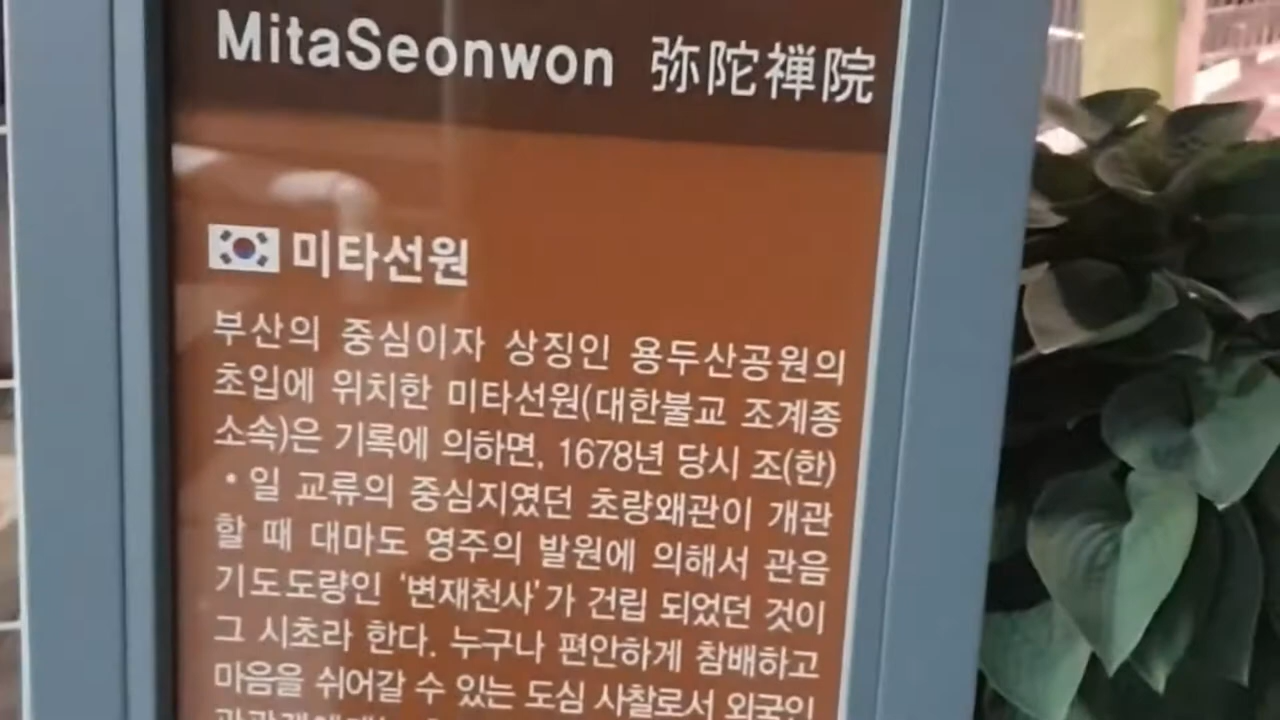 MitaSeonwon 弥陀禅院
미타선원
부산의 중심이자 상징인 용두산공원의
초입에 위치한 미타선원(대한불교 조계종
소속)은 기록에 의하면, 1678년 당시 조(한)
•일 교류의 중심지였던 초량왜관이 개관
할 때 대마도 영주의 발원에 의해서 관음
기도도량인 '변재천사'가 건립 되었던 것이
그 시초라 한다. 누구나 편안하게 참배하고
마음을 쉬어갈 수 있는 도심 사찰로서 외국인